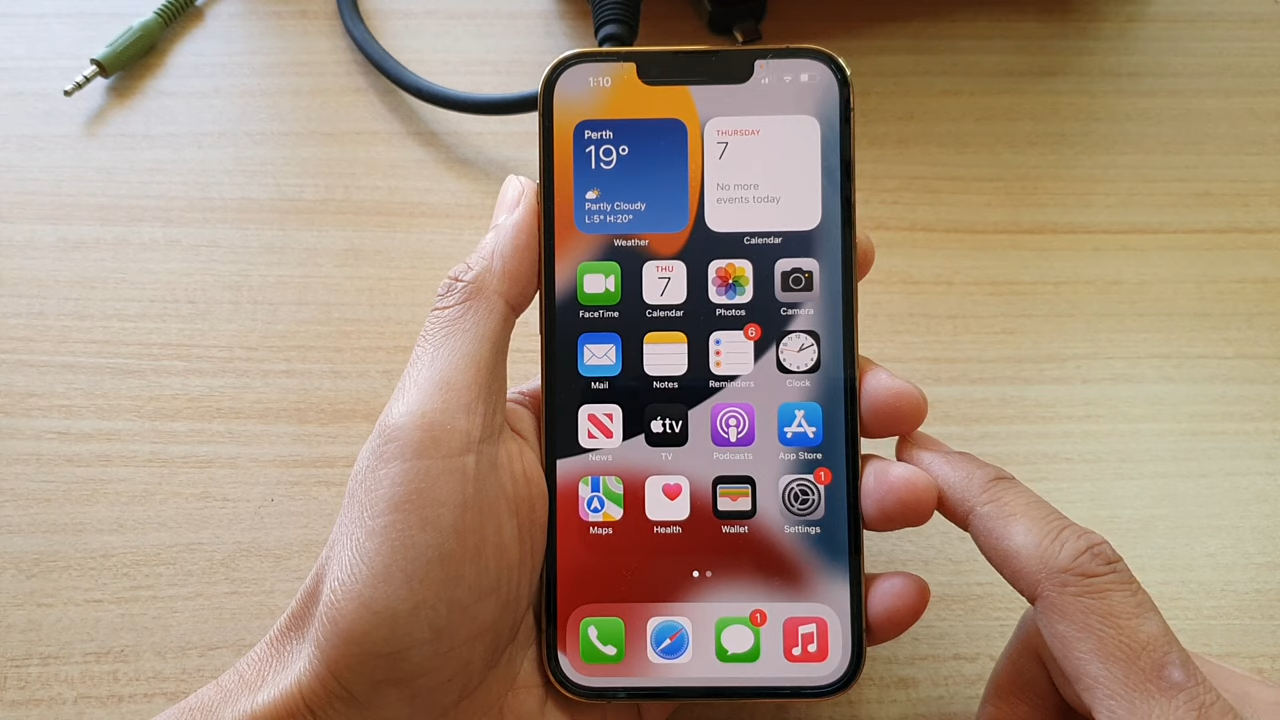 1:10
Perth
19°
Partly Cloudy
L:5° H:20°
Weather
THURSDAY
7
No more
events today
Calendar
FaceTime
THU
7
Calendar
Photos
Camera
Mail
Notes
6
Reminders
Clock
News
tv
TV
Podcasts
App Store
Maps
Health
Wallet
1
Settings
1